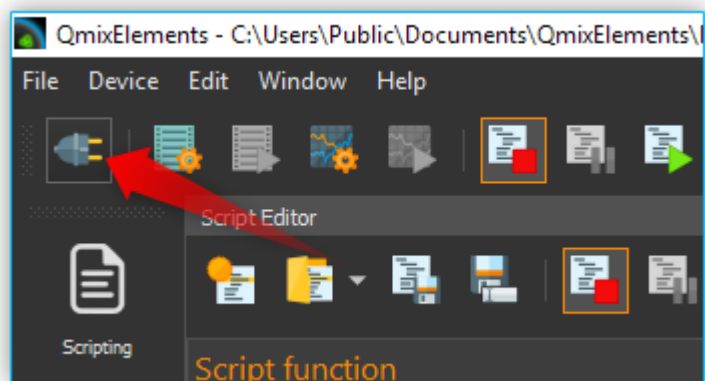 QmixElements - C:\Users\Public\Documents\QmixElements\
File Device Edit Window Help
Script Editor
Scripting
Script function